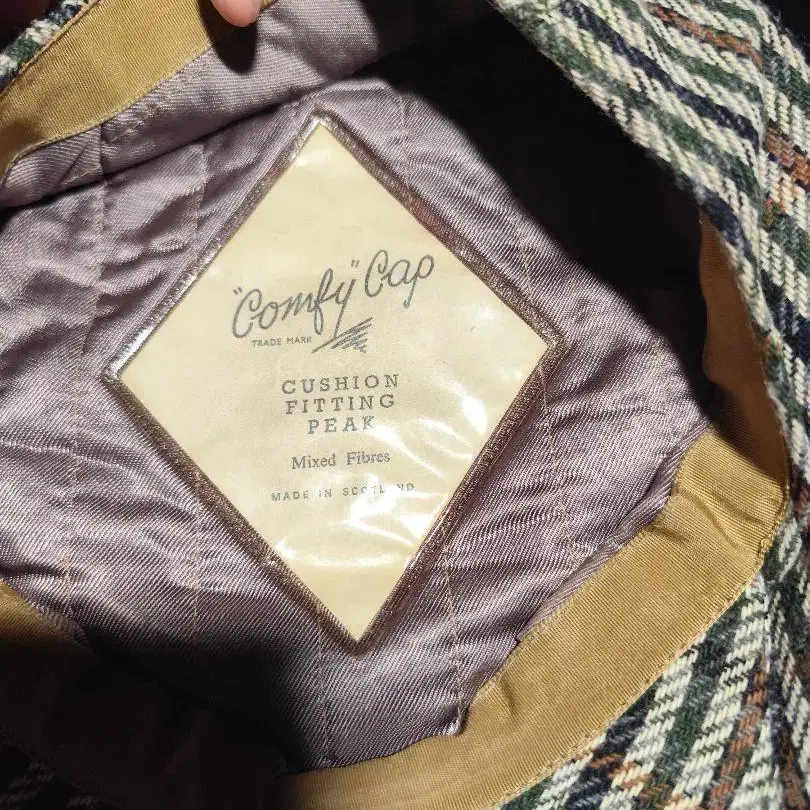 "Comfy" Cap
TRADE MARK
CUSHION
FITTING
PEAK
Mixed Fibres
MADE IN SCOTLAND